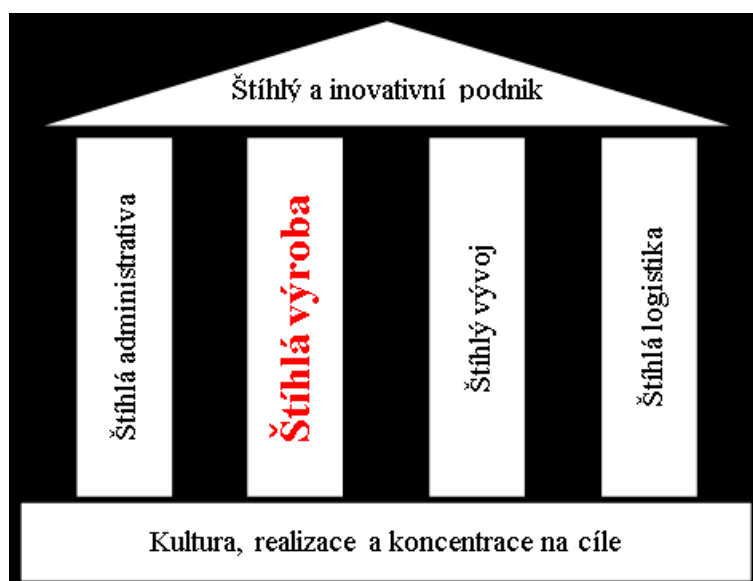 Štíhlý a inovativní podnik
Štíhlá administrativa
Štíhlá výroba
Štíhlý vývoj
Štíhlá logistika
Kultura, realizace a koncentrace na cíle